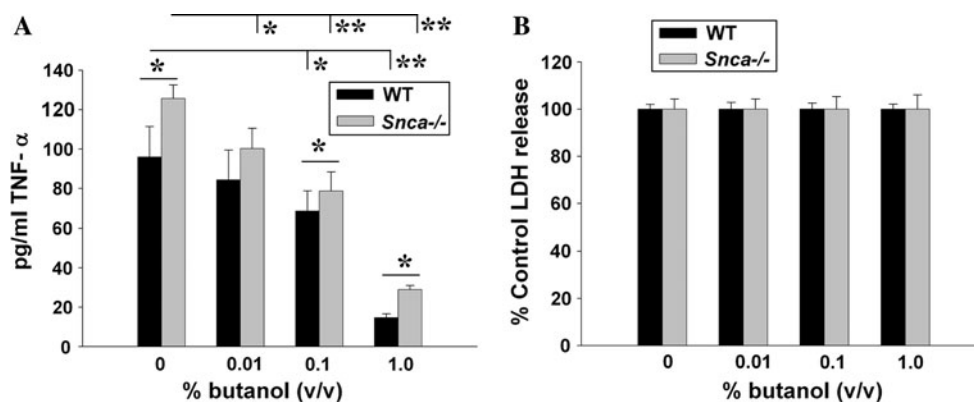 A
* ** **
* **
140
120
100
80
60
40
20
0
pg/ml TNF- α
WT
Snca-/-
*
*
*
0 0.01 0.1 1.0
% butanol (v/v)
B
WT
Snca-/-
120
100
80
60
40
20
0
% Control LDH release
0 0.01 0.1 1.0
% butanol (v/v)